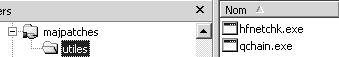 ers
Nom
majpatches
utiles
hfnetchk.exe
qchain.exe